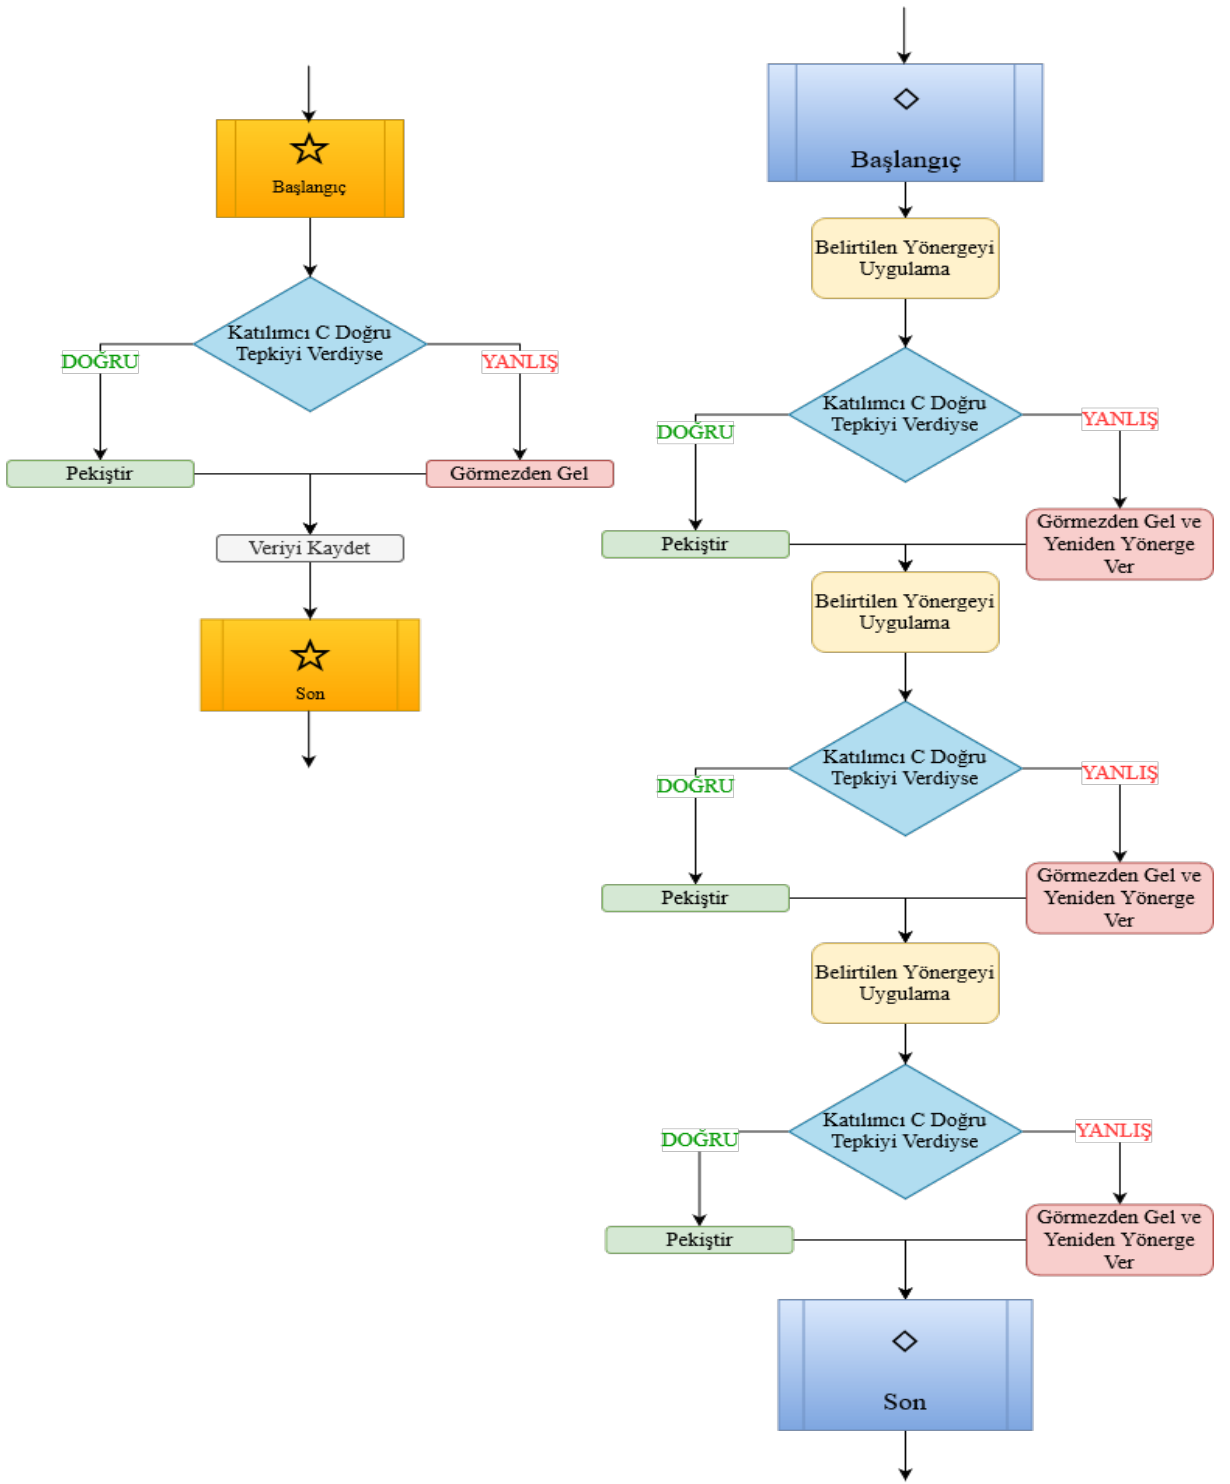 Başlangıç
Katılımcı C Doğru
Tepkiyi Verdiyse
DOĞRU
YANLIŞ
Pekiştir
Görmezden Gel
Veriyi Kaydet
Son
Başlangıç
Belirtilen Yönergeyi
Uygulama
Katılımcı C Doğru
Tepkiyi Verdiyse
DOĞRU
YANLIŞ
Pekiştir
Görmezden Gel ve
Yeniden Yönerge
Ver
Belirtilen Yönergeyi
Uygulama
Katılımcı C Doğru
Tepkiyi Verdiyse
DOĞRU
YANLIŞ
Pekiştir
Görmezden Gel ve
Yeniden Yönerge
Ver
Belirtilen Yönergeyi
Uygulama
Katılımcı C Doğru
Tepkiyi Verdiyse
DOĞRU
YANLIŞ
Pekiştir
Görmezden Gel ve
Yeniden Yönerge
Ver
Son